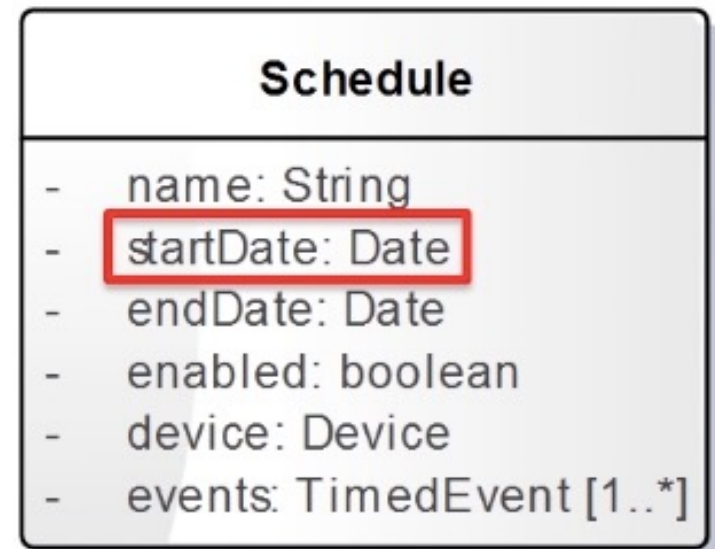 Schedule
- name: String
- startDate: Date
- endDate: Date
- enabled: boolean
- device: Device
- events: TimedEvent [1..*]